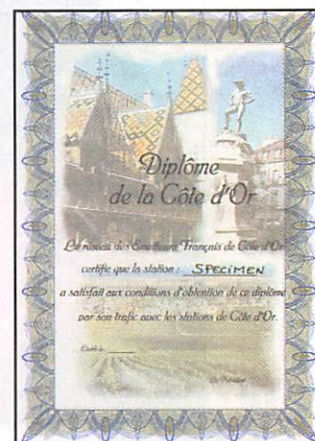 Diplôme
de la Côte d'Or
Le réseau des Émetteurs Français de Côte d'Or
certifie que la station : SPECIMEN
a satisfait aux conditions d'obtention de ce diplôme
par son trafic avec les stations de Côte d'Or.